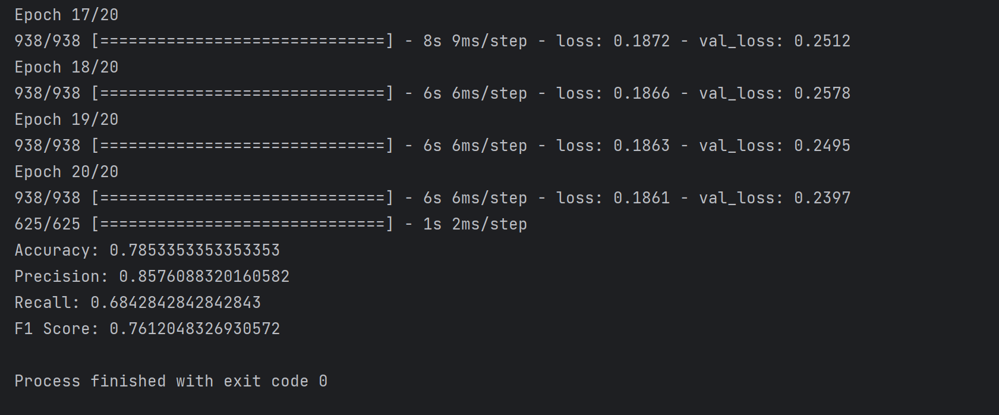 Epoch 17/20
938/938 [==============================] - 8s 9ms/step - loss: 0.1872 - val_loss: 0.2512
Epoch 18/20
938/938 [==============================] - 6s 6ms/step - loss: 0.1866 - val_loss: 0.2578
Epoch 19/20
938/938 [==============================] - 6s 6ms/step - loss: 0.1863 - val_loss: 0.2495
Epoch 20/20
938/938 [==============================] - 6s 6ms/step - loss: 0.1861 - val_loss: 0.2397
625/625 [==============================] - 1s 2ms/step
Accuracy: 0.7853353353353353
Precision: 0.8576088320160582
Recall: 0.6842842842842843
F1 Score: 0.7612048326930572
Process finished with exit code 0